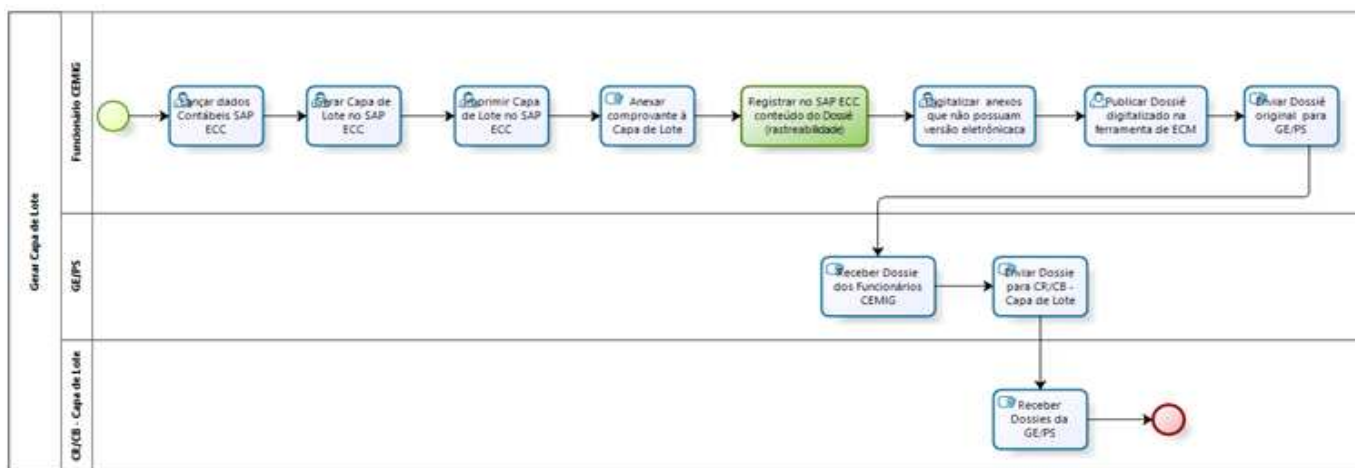 Gerar Capa de Lote
Funcionário CEMIG
Lançar dados
Contábeis SAP
ECC
Gerar Capa de
Lote no SAP
ECC
Imprimir Capa
de Lote no SAP
ECC
Anexar
comprovante à
Capa de Lote
Registrar no SAP ECC
conteúdo do Dossiê
(rastreabilidade)
Digitalizar anexos
que não possuam
versão eletrônicaca
Publicar Dossiê
digitalizado na
ferramenta de ECM
Enviar Dossiê
original para
GE/PS
GE/PS
Receber Dossie
dos Funcionários
CEMIG
Enviar Dossie
para CR/CB -
Capa de Lote
CR/CB - Capa de Lote
Receber
Dossies da
GE/PS